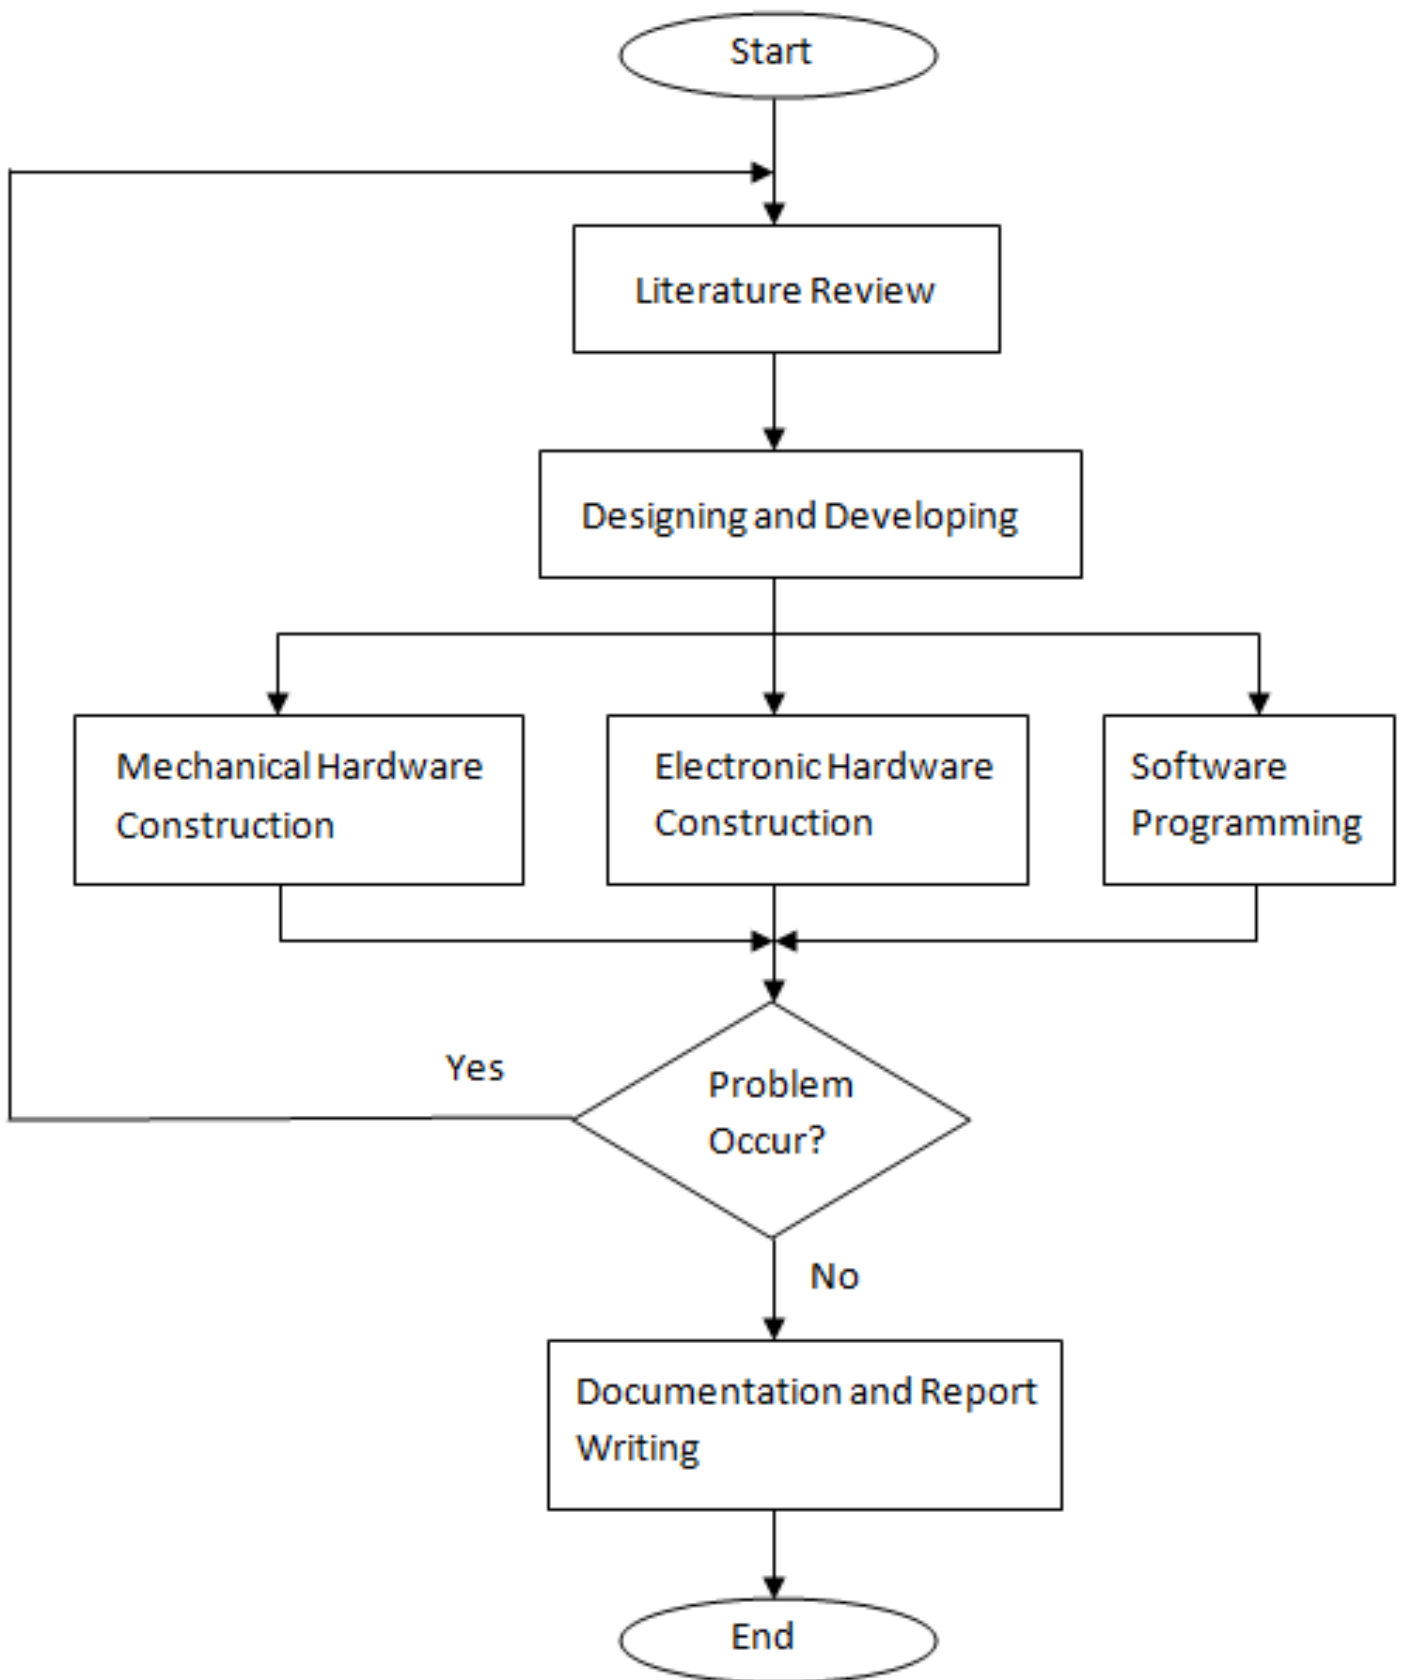 Start
Literature Review
Designing and Developing
Mechanical Hardware
Construction
Electronic Hardware
Construction
Software
Programming
Yes
Problem
Occur?
No
Documentation and Report
Writing
End